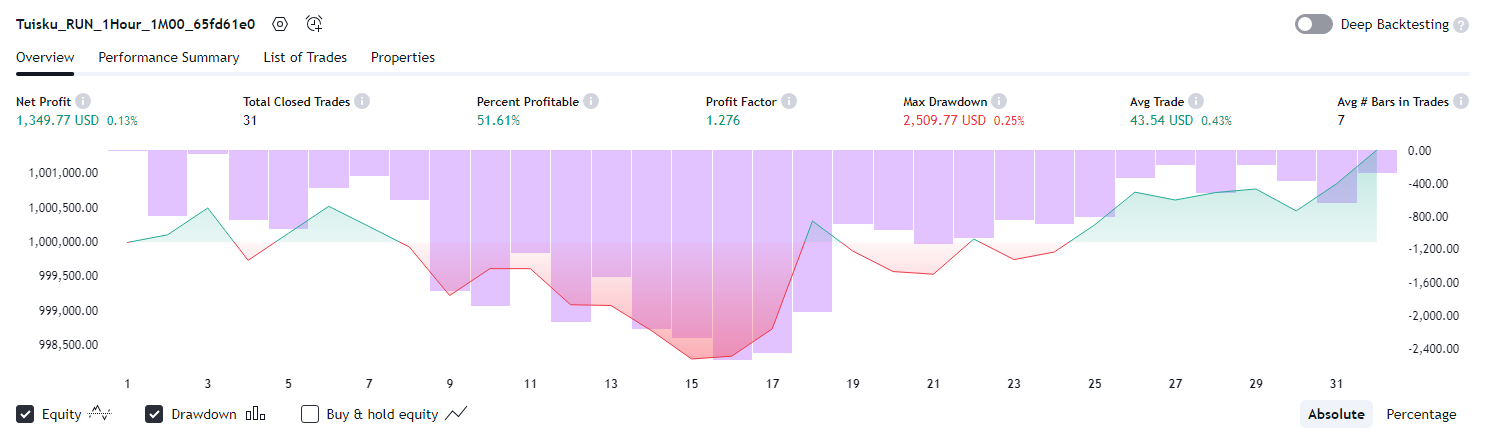 Tuisku_RUN_1Hour_1M00_65fd61e0 Deep Backtesting ?
Overview Performance Summary List of Trades Properties
Net Profit i Total Closed Trades i Percent Profitable i Profit Factor i Max Drawdown i Avg Trade i Avg # Bars in Trades i
1,349.77 USD 0.13% 31 51.61% 1.276 2,509.77 USD 0.25% 43.54 USD 0.43% 7
0.00
1,001,000.00
-400.00
1,000,500.00
-800.00
1,000,000.00
-1,200.00
999,500.00
-1,600.00
999,000.00
-2,000.00
998,500.00
-2,400.00
1 3 5 7 9 11 13 15 17 19 21 23 25 27 29 31
Equity Drawdown Buy & hold equity Absolute Percentage